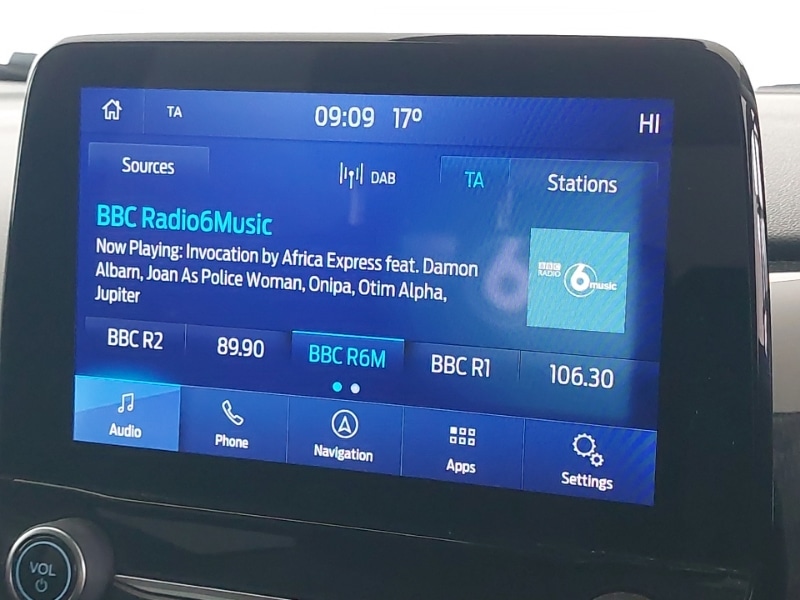 TA 09:09 17º HI
Sources DAB TA Stations
BBC Radio6Music
Now Playing: Invocation by Africa Express feat. Damon
Albarn, Joan As Police Woman, Onipa, Otim Alpha,
Jupiter
BBC
RADIO 6 music
BBC R2 89.90 BBC R6M BBC R1 106.30
Audio Phone Navigation Apps Settings
VOL